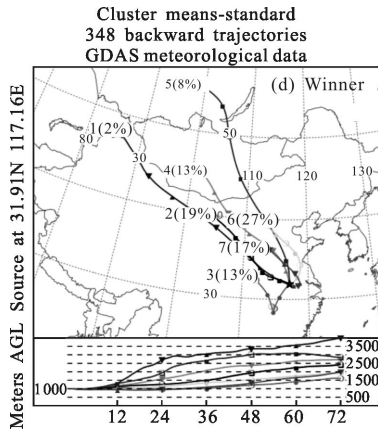 Cluster means-standard
348 backward trajectories
GDAS meteorological data
(d) Winner
5(8%)
1(2%)
80
50
30
4(13%)
110
120
130
2(19%)
6(27%)
7(17%)
3(13%)
30
Source at 31.91N 117.16E
Meters AGL
3500
2500
1500
500
1000
12 24 36 48 60 72